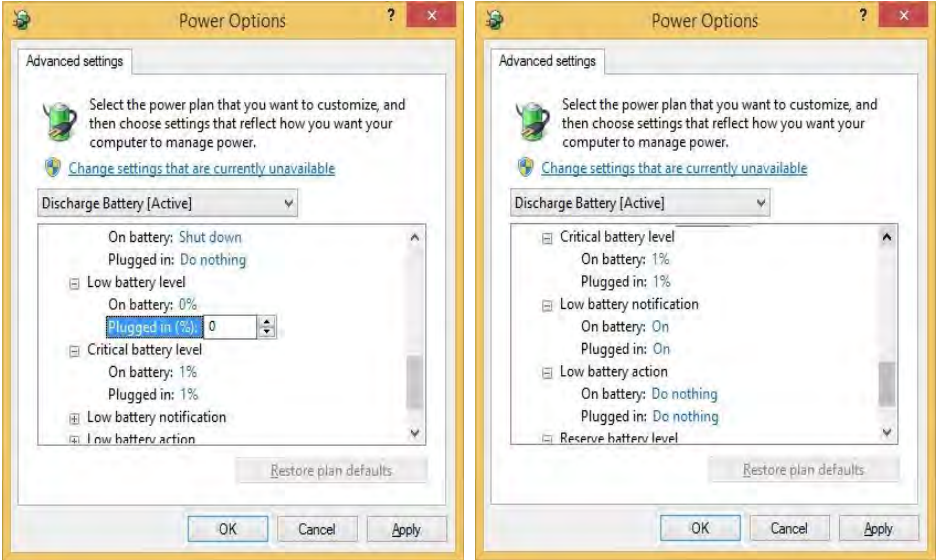 Power Options
?
×
Advanced settings
Select the power plan that you want to customize, and
then choose settings that reflect how you want your
computer to manage power.
Change settings that are currently unavailable
Discharge Battery [Active]
On battery: Shut down
Plugged in: Do nothing
Low battery level
On battery: 0%
Plugged in (%): 0
Critical battery level
On battery: 1%
Plugged in: 1%
Low battery notification
Low battery action
Restore plan defaults
OK Cancel Apply
Power Options
?
×
Advanced settings
Select the power plan that you want to customize, and
then choose settings that reflect how you want your
computer to manage power.
Change settings that are currently unavailable
Discharge Battery [Active]
Critical battery level
On battery: 1%
Plugged in: 1%
Low battery notification
On battery: On
Plugged in: On
Low battery action
On battery: Do nothing
Plugged in: Do nothing
Reserve battery level
Restore plan defaults
OK Cancel Apply